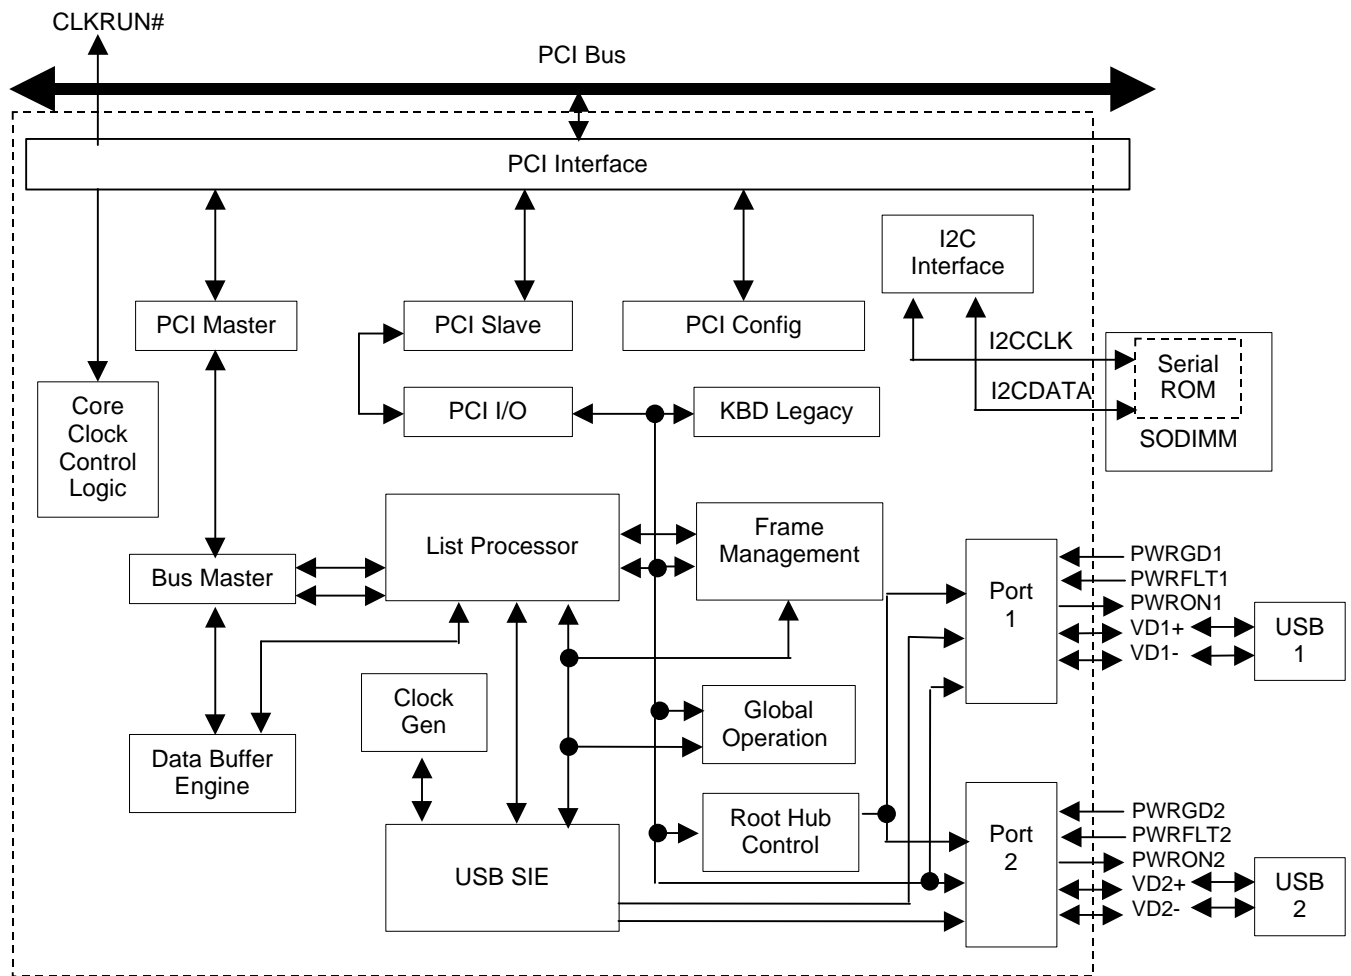 CLKRUN#
PCI Bus
PCI Interface
I2C
Interface
PCI Master
PCI Slave
PCI Config
I2CCLK
Serial
ROM
I2CDATA
SODIMM
Core
Clock
Control
Logic
PCI I/O
KBD Legacy
List Processor
Frame
Management
Bus Master
Port
1
PWRGD1
PWRFLT1
PWRON1
VD1+
VD1-
USB
1
Clock
Gen
Global
Operation
Data Buffer
Engine
Root Hub
Control
USB SIE
Port
2
PWRGD2
PWRFLT2
PWRON2
VD2+
VD2-
USB
2